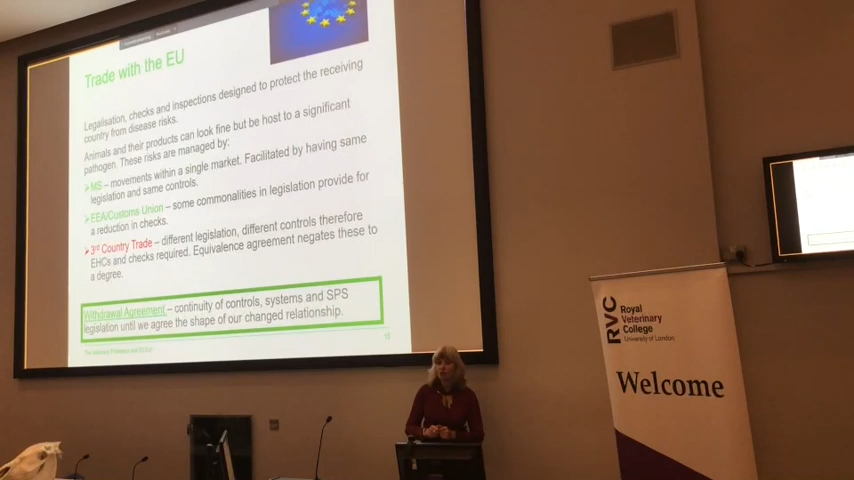 Trade with the EU
Legalisation, checks and inspections designed to protect the receiving
country from disease risks.
Animals and their products can look fine but be host to a significant
pathogen. These risks are managed by:
➢MS – movements within a single market. Facilitated by having same
legislation and same controls.
➢EEA/Customs Union – some commonalities in legislation provide for
a reduction in checks.
➢3rd Country Trade – different legislation, different controls therefore
EHCs and checks required. Equivalence agreement negates these to
a degree.
Withdrawal Agreement – continuity of controls, systems and SPS
legislation until we agree the shape of our changed relationship.
RVC
Royal
Veterinary
College
University of London
Welcome